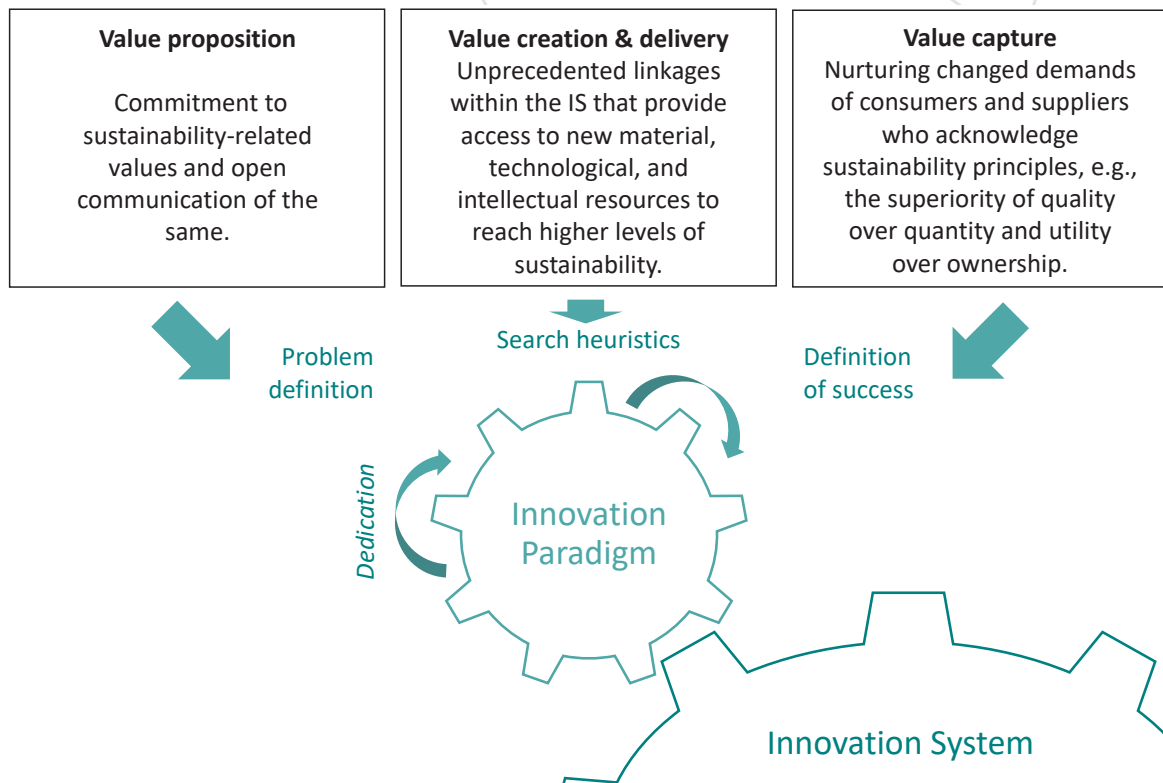 Value proposition
Commitment to
sustainability-related
values and open
communication of the
same.
Value creation & delivery
Unprecedented linkages
within the IS that provide
access to new material,
technological, and
intellectual resources to
reach higher levels of
sustainability.
Value capture
Nurturing changed demands
of consumers and suppliers
who acknowledge
sustainability principles, e.g.,
the superiority of quality
over quantity and utility
over ownership.
Problem
definition
Search heuristics
Definition
of success
Dedication
Innovation
Paradigm
Innovation System